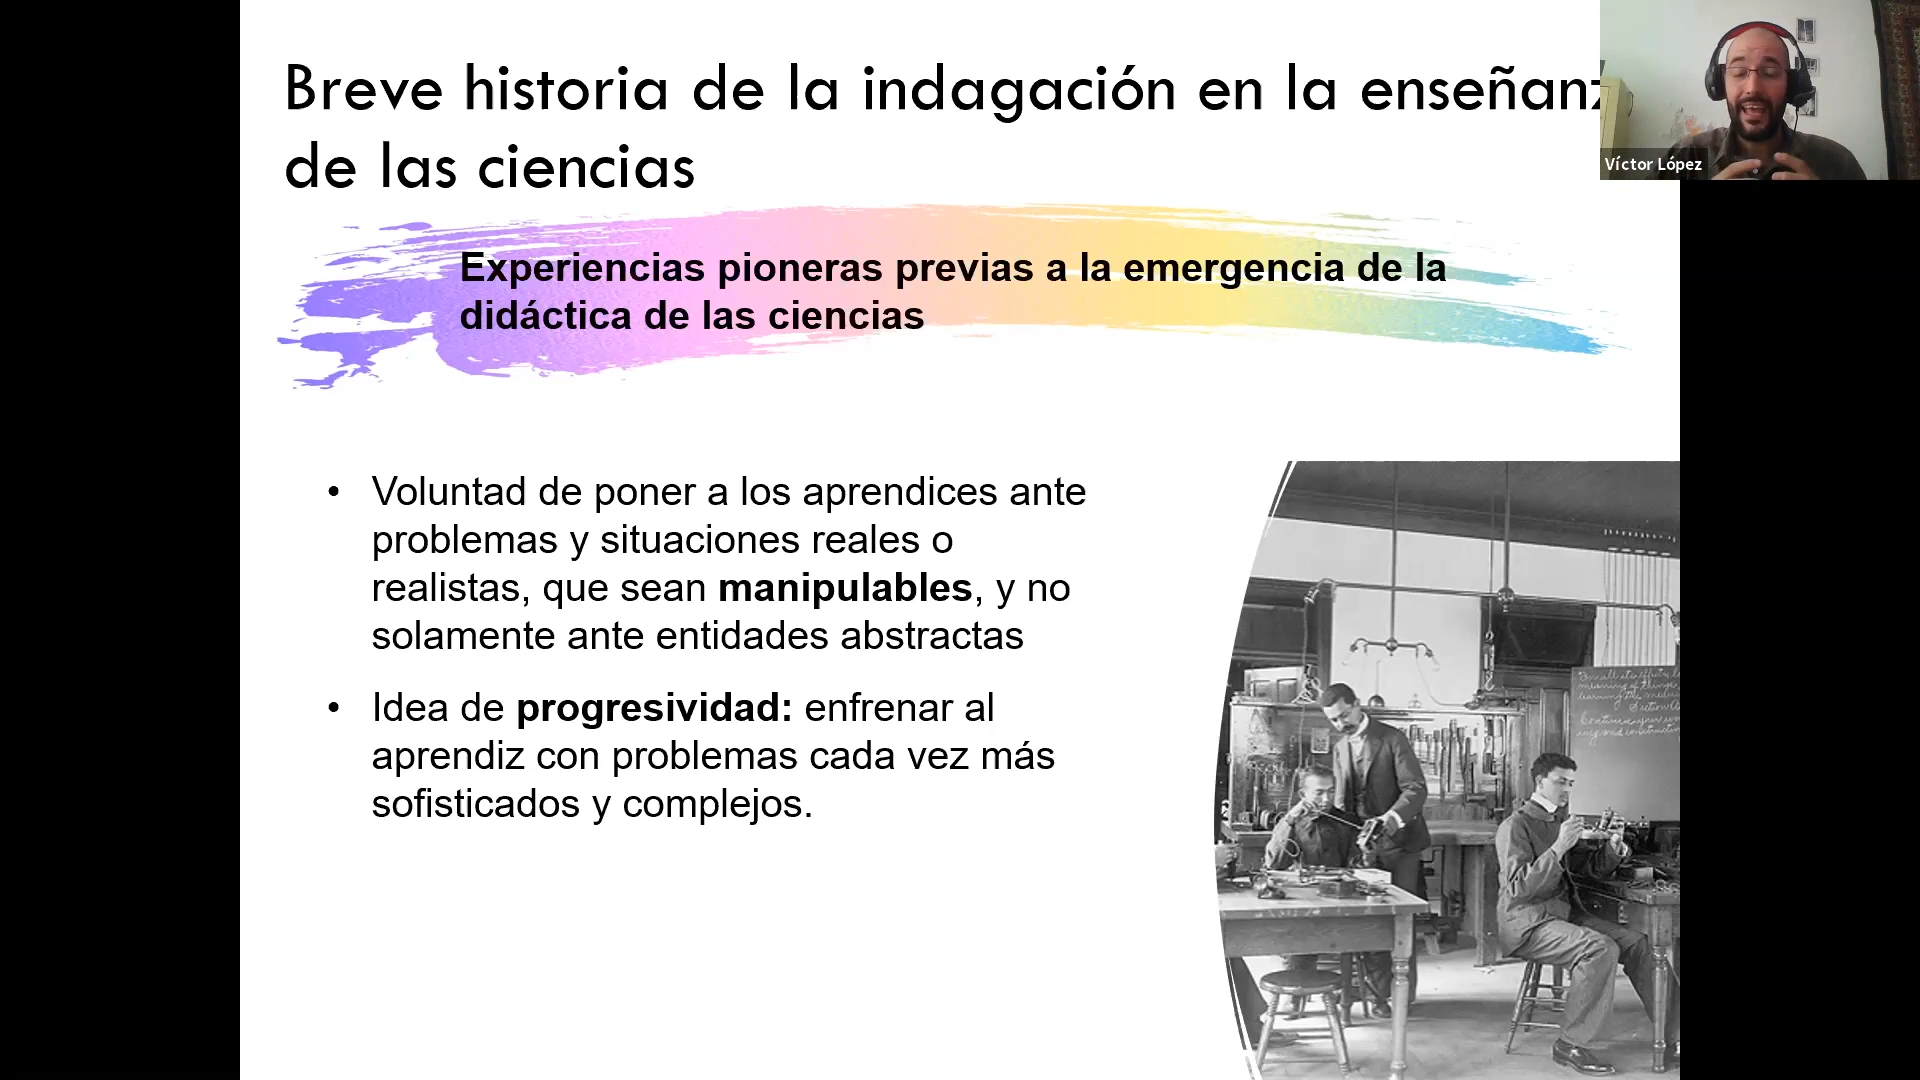 Breve historia de la indagación en la enseñanz
de las ciencias
Víctor López
Experiencias pioneras previas a la emergencia de la
didáctica de las ciencias
• Voluntad de poner a los aprendices ante
problemas y situaciones reales o
realistas, que sean manipulables, y no
solamente ante entidades abstractas
• Idea de progresividad: enfrenar al
aprendiz con problemas cada vez más
sofisticados y complejos.